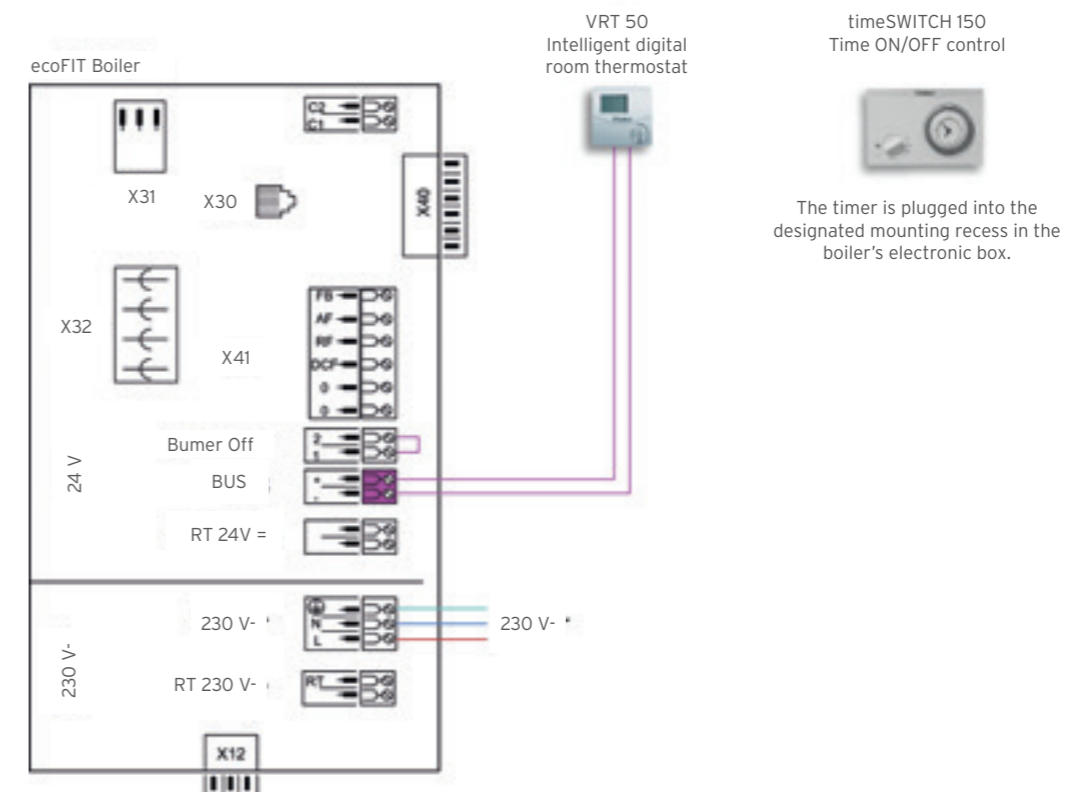 VRT 50
Intelligent digital
room thermostat
timeSWITCH 150
Time ON/OFF control
The timer is plugged into the
designated mounting recess in the
boiler's electronic box.
ecoFIT Boiler
C2
C1
X31
X30
X40
X32
X41
FB
AF
RF
DCF
0
0
24 V
Bumer Off
2
1
BUS
+
-
RT 24V =
230 V-
230 V-
N
L
230 V-
RT 230 V-
RT
X12